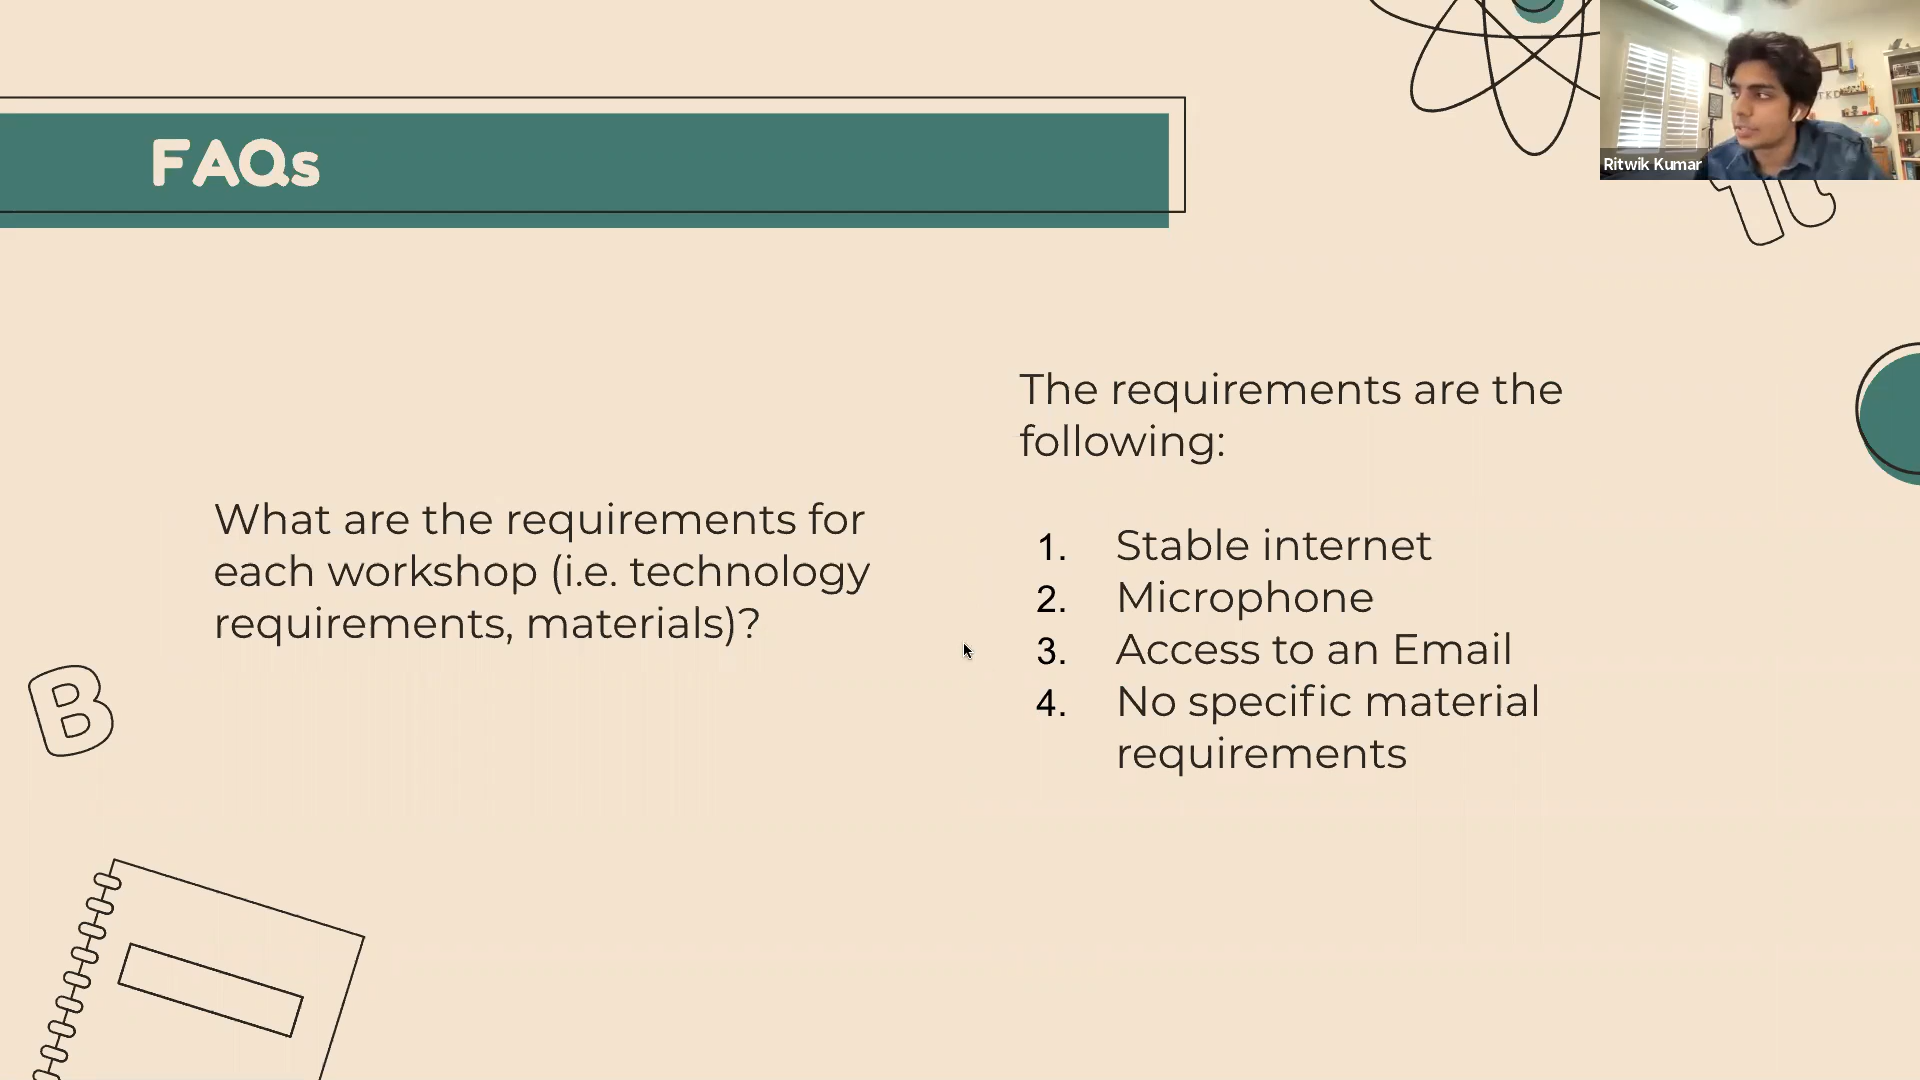 FAQs
Ritwik Kumar
TKD
What are the requirements for
each workshop (i.e. technology
requirements, materials)?
The requirements are the
following:
1. Stable internet
2. Microphone
3. Access to an Email
4. No specific material
requirements
B
π